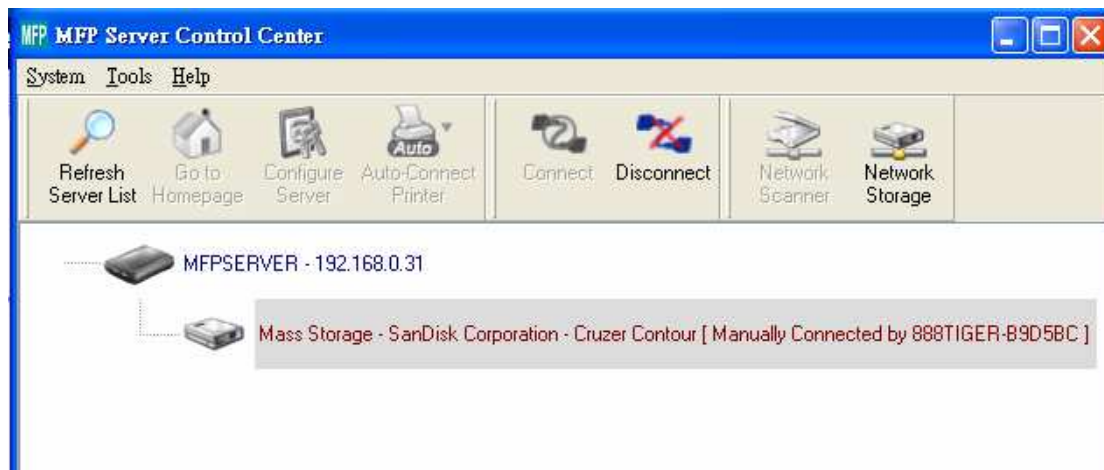 MFP MFP Server Control Center
System Tools Help
Auto
Refresh Server List
Go to Homepage
Configure Server
Auto-Connect Printer
Connect
Disconnect
Network Scanner
Network Storage
MFPSERVER - 192.168.0.31
Mass Storage - SanDisk Corporation - Cruzer Contour [ Manually Connected by 888TIGER-B9D5BC ]